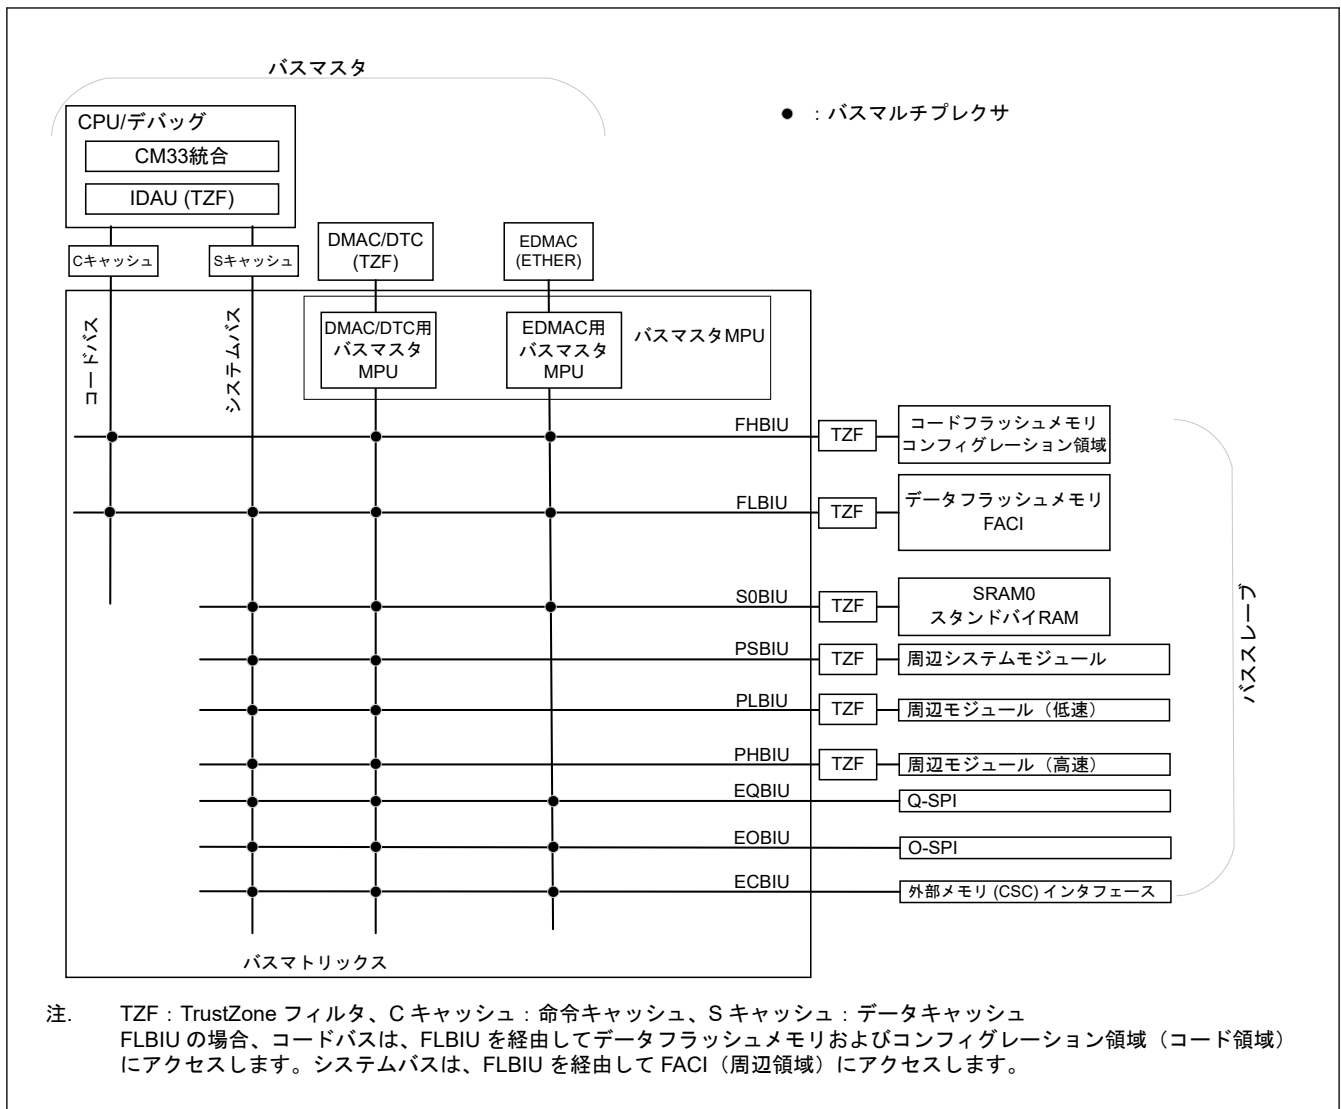 バスマスタ
● ：バスマルチプレクサ
CPU/デバッグ
CM33統合
IDAU (TZF)
Cキャッシュ
Sキャッシュ
DMAC/DTC
(TZF)
EDMAC
(ETHER)
コードバス
システムバス
DMAC/DTC用
バスマスタ
MPU
EDMAC用
バスマスタ
MPU
バスマスタMPU
FHBIU
TZF
コードフラッシュメモリ
コンフィグレーション領域
FLBIU
TZF
データフラッシュメモリ
FACI
S0BIU
TZF
SRAM0
スタンドバイRAM
PSBIU
TZF
周辺システムモジュール
PLBIU
TZF
周辺モジュール（低速）
PHBIU
TZF
周辺モジュール（高速）
EQBIU
Q-SPI
EOBIU
O-SPI
ECBIU
外部メモリ (CSC) インタフェース
バススレーブ
バスマトリックス
注. TZF：TrustZone フィルタ、C キャッシュ：命令キャッシュ、S キャッシュ：データキャッシュ
FLBIU の場合、コードバスは、FLBIU を経由してデータフラッシュメモリおよびコンフィグレーション領域（コード領域）
にアクセスします。システムバスは、FLBIU を経由して FACI（周辺領域）にアクセスします。